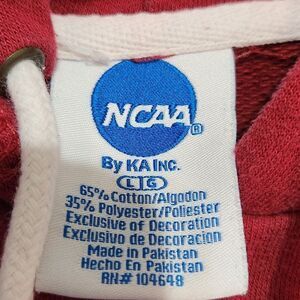 NCAA®
By KA Inc.
L G
65% Cotton/Algodon
35% Polyester/Poliester
Exclusive of Decoration
Exclusivo de Decoracion
Made in Pakistan
Hecho En Pakistan
RN# 104648